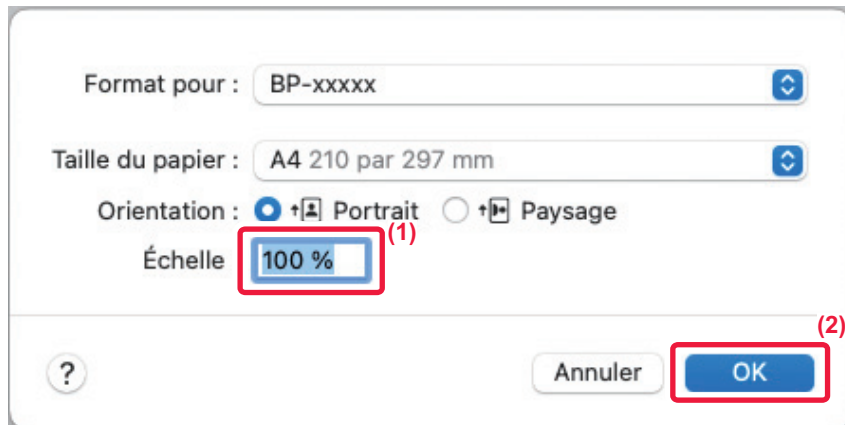 Format pour : BP-xxxxx
Taille du papier : A4 210 par 297 mm
Orientation : Portrait Paysage
(1)
Échelle 100 %
(2)
? Annuler OK